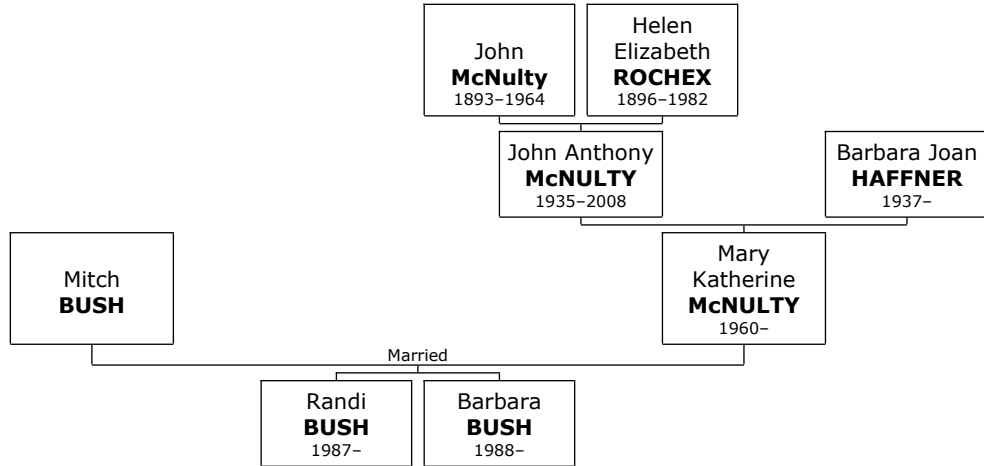 John
McNulty
1893–1964
Helen
Elizabeth
ROCHEX
1896–1982
John Anthony
McNULTY
1935–2008
Barbara Joan
HAFFNER
1937–
Mitch
BUSH
Mary
Katherine
McNULTY
1960–
Married
Randi
BUSH
1987–
Barbara
BUSH
1988–